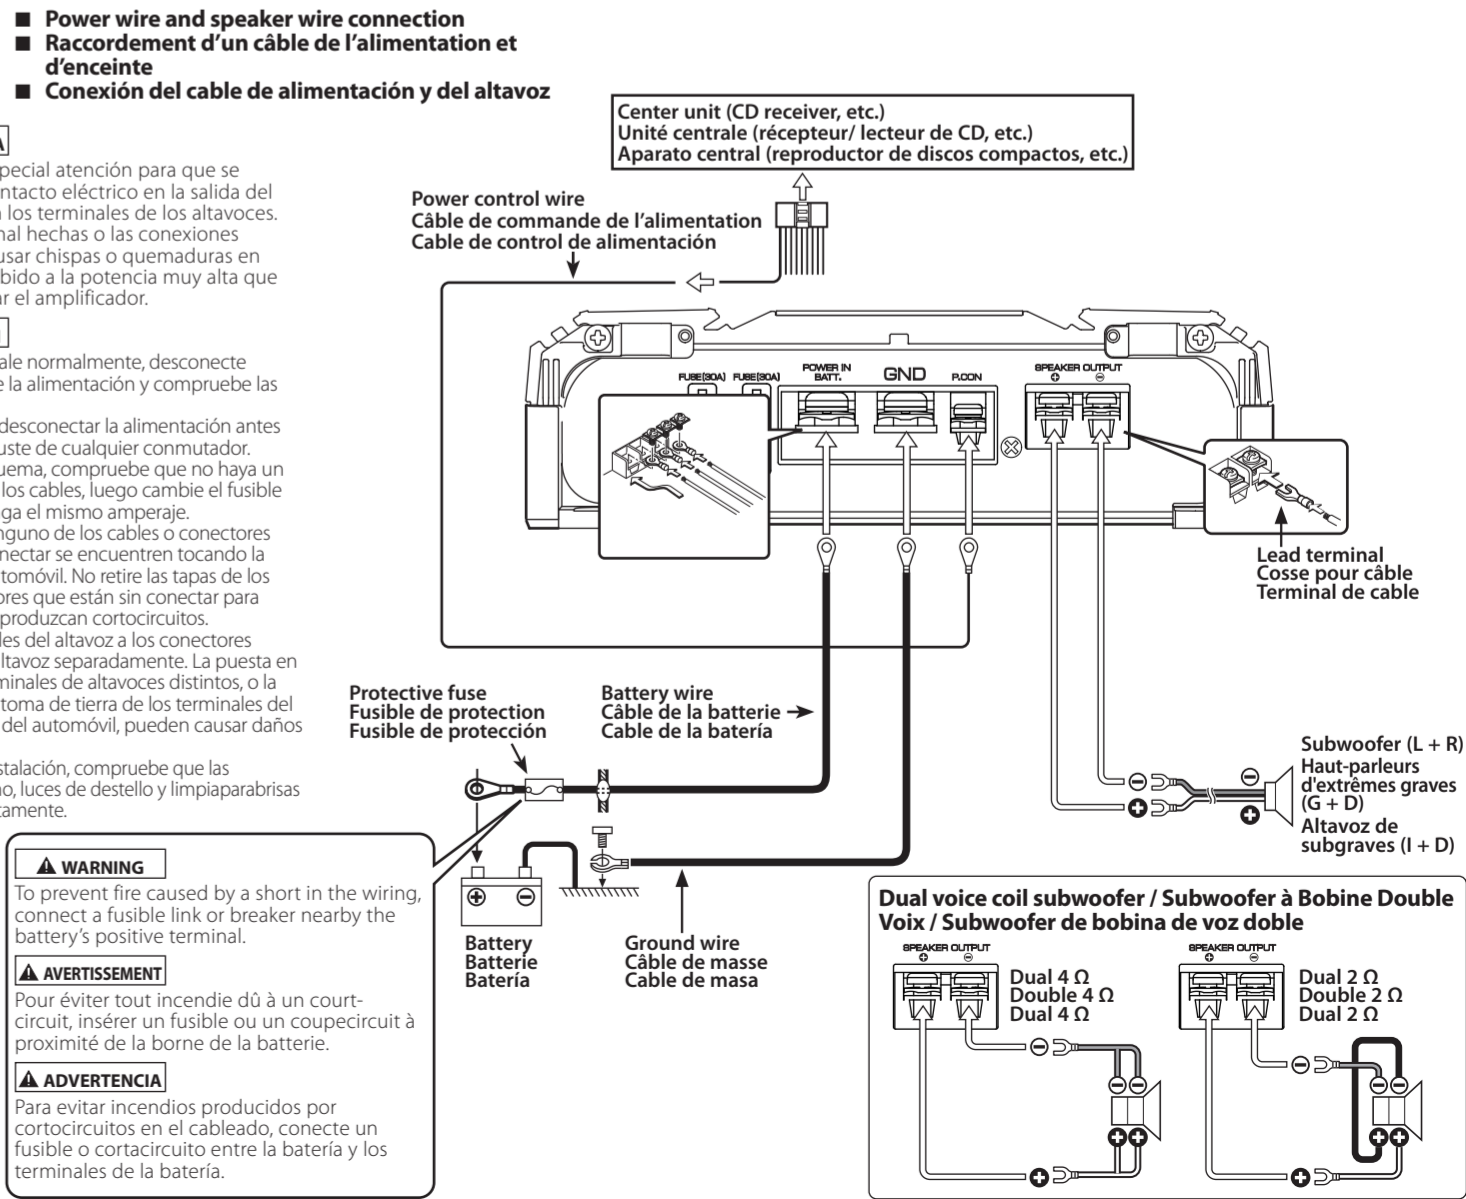 ■ Power wire and speaker wire connection
■ Raccordement d'un câble de l'alimentation et
d'enceinte
■ Conexión del cable de alimentación y del altavoz
A
pecial atención para que se
ntacto eléctrico en la salida del
los terminales de los altavoces.
nal hechas o las conexiones
usar chispas o quemaduras en
bido a la potencia muy alta que
ar el amplificador.
ale normalmente, desconecte
e la alimentación y compruebe las
desconectar la alimentación antes
uste de cualquier conmutador.
uema, compruebe que no haya un
los cables, luego cambie el fusible
ga el mismo amperaje.
nguno de los cables o conectores
nectar se encuentren tocando la
utomóvil. No retire las tapas de los
ores que están sin conectar para
produzcan cortocircuitos.
les del altavoz a los conectores
altavoz separadamente. La puesta en
minales de altavoces distintos, o la
toma de tierra de los terminales del
del automóvil, pueden causar daños
stalación, compruebe que las
no, luces de destello y limpiaparabrisas
tamente.
Center unit (CD receiver, etc.)
Unité centrale (récepteur/ lecteur de CD, etc.)
Aparato central (reproductor de discos compactos, etc.)
Power control wire
Câble de commande de l'alimentation
Cable de control de alimentación
FUSE(30A) FUSE(30A)
POWER IN
BATT.
GND
P.CON
SPEAKER OUTPUT
⊕ ⊖
Lead terminal
Cosse pour câble
Terminal de cable
Protective fuse
Fusible de protection
Fusible de protección
Battery wire
Câble de la batterie
Cable de la batería
Subwoofer (L + R)
Haut-parleurs
d'extrêmes graves
(G + D)
Altavoz de
subgraves (I + D)
⊖ ⊖
⊕ ⊕
⊕ ⊖
Battery
Batterie
Batería
Ground wire
Câble de masse
Cable de masa
⚠ WARNING
To prevent fire caused by a short in the wiring,
connect a fusible link or breaker nearby the
battery's positive terminal.
⚠ AVERTISSEMENT
Pour éviter tout incendie dû à un court-
circuit, insérer un fusible ou un coupecircuit à
proximité de la borne de la batterie.
⚠ ADVERTENCIA
Para evitar incendios producidos por
cortocircuitos en el cableado, conecte un
fusible o cortacircuito entre la batería y los
terminales de la batería.
Dual voice coil subwoofer / Subwoofer à Bobine Double
Voix / Subwoofer de bobina de voz doble
SPEAKER OUTPUT
⊕ ⊖
Dual 4 Ω
Double 4 Ω
Dual 4 Ω
⊖
⊖⊖
⊕⊕
⊕
SPEAKER OUTPUT
⊕ ⊖
Dual 2 Ω
Double 2 Ω
Dual 2 Ω
⊖
⊖⊖
⊕⊕
⊕